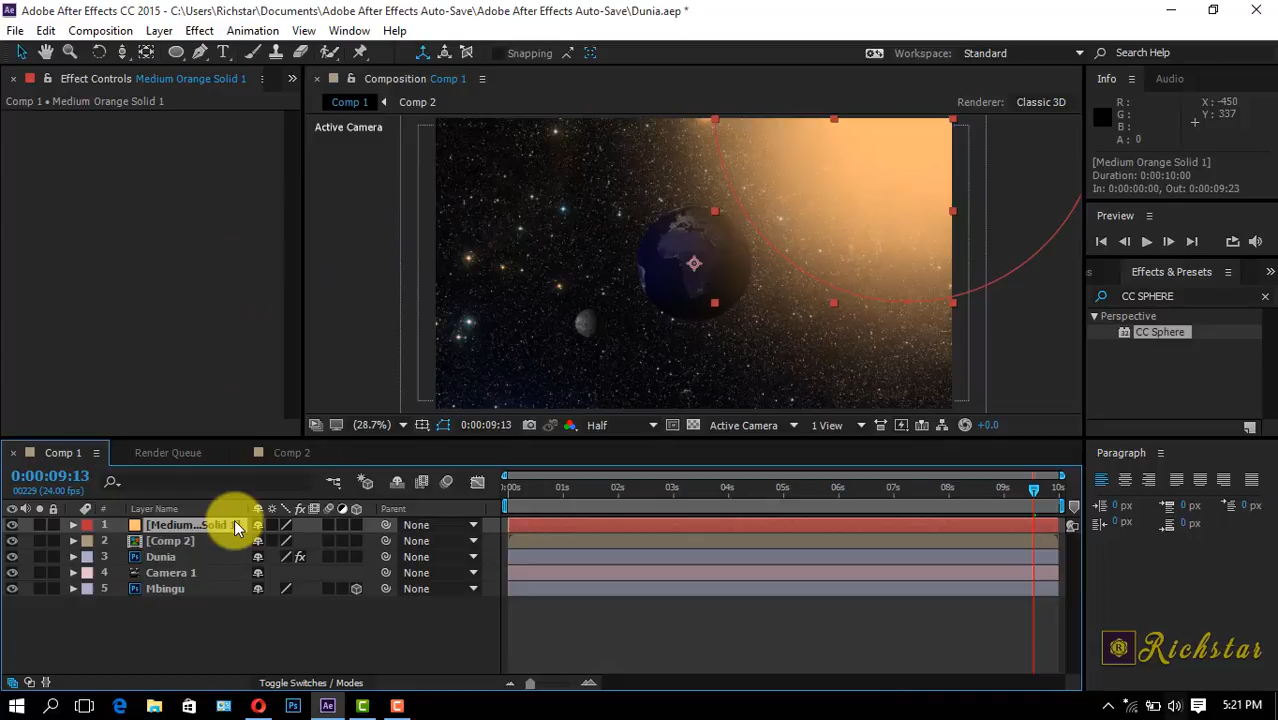 Adobe After Effects CC 2015 - C:\Users\Richstar\Documents\Adobe After Effects Auto-Save\Adobe After Effects Auto-Save\Dunia.aep *
File Edit Composition Layer Effect Animation View Window Help
Snapping
Workspace: Standard
Search Help
Effect Controls Medium Orange Solid 1
Comp 1 • Medium Orange Solid 1
Composition Comp 1
Comp 1 Comp 2
Renderer: Classic 3D
Active Camera
(28.7%) 0:00:09:13 Half Active Camera 1 View +0.0
Info Audio
R: X: -450
G: Y: 337
B:
A: 0
[Medium Orange Solid 1]
Duration: 0:00:10:00
In: 0:00:00:00, Out: 0:00:09:23
Preview
Effects & Presets
CC SPHERE
Perspective
32 CC Sphere
Comp 1 Render Queue Comp 2
0:00:09:13
00229 (24.00 fps)
:00s 01s 02s 03s 04s 05s 06s 07s 08s 09s 10s
# Layer Name Parent
1 [Medium...Solid 1] None
2 [Comp 2] None
3 Dunia None
4 Camera 1 None
5 Mbingu None
Toggle Switches / Modes
Paragraph
0 px 0 px
0 px 0 px
0 px
R Richstar
5:21 PM